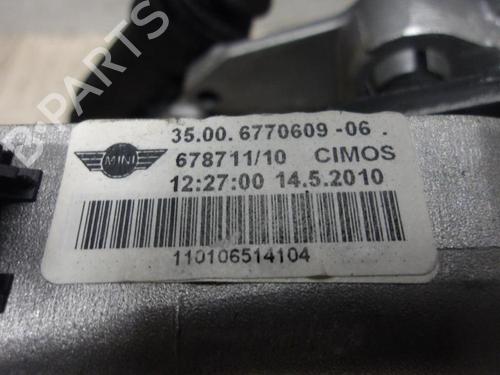 B-PARTS
35.00. 6770609 -06 .
MINI
678711/10 CIMOS
12:27:00 14.5.2010
110106514104